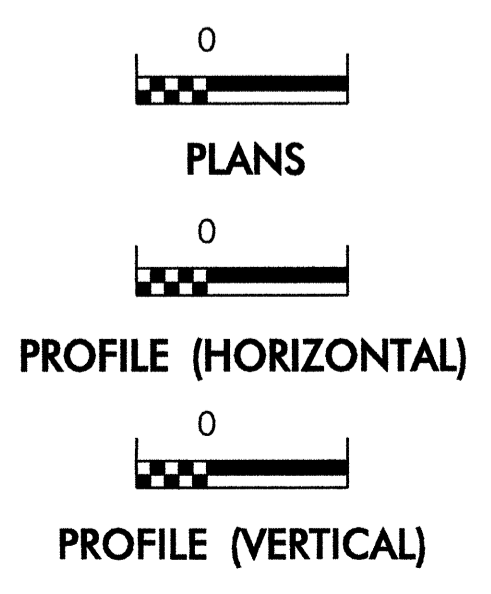 0
PLANS
0
PROFILE (HORIZONTAL)
0
PROFILE (VERTICAL)